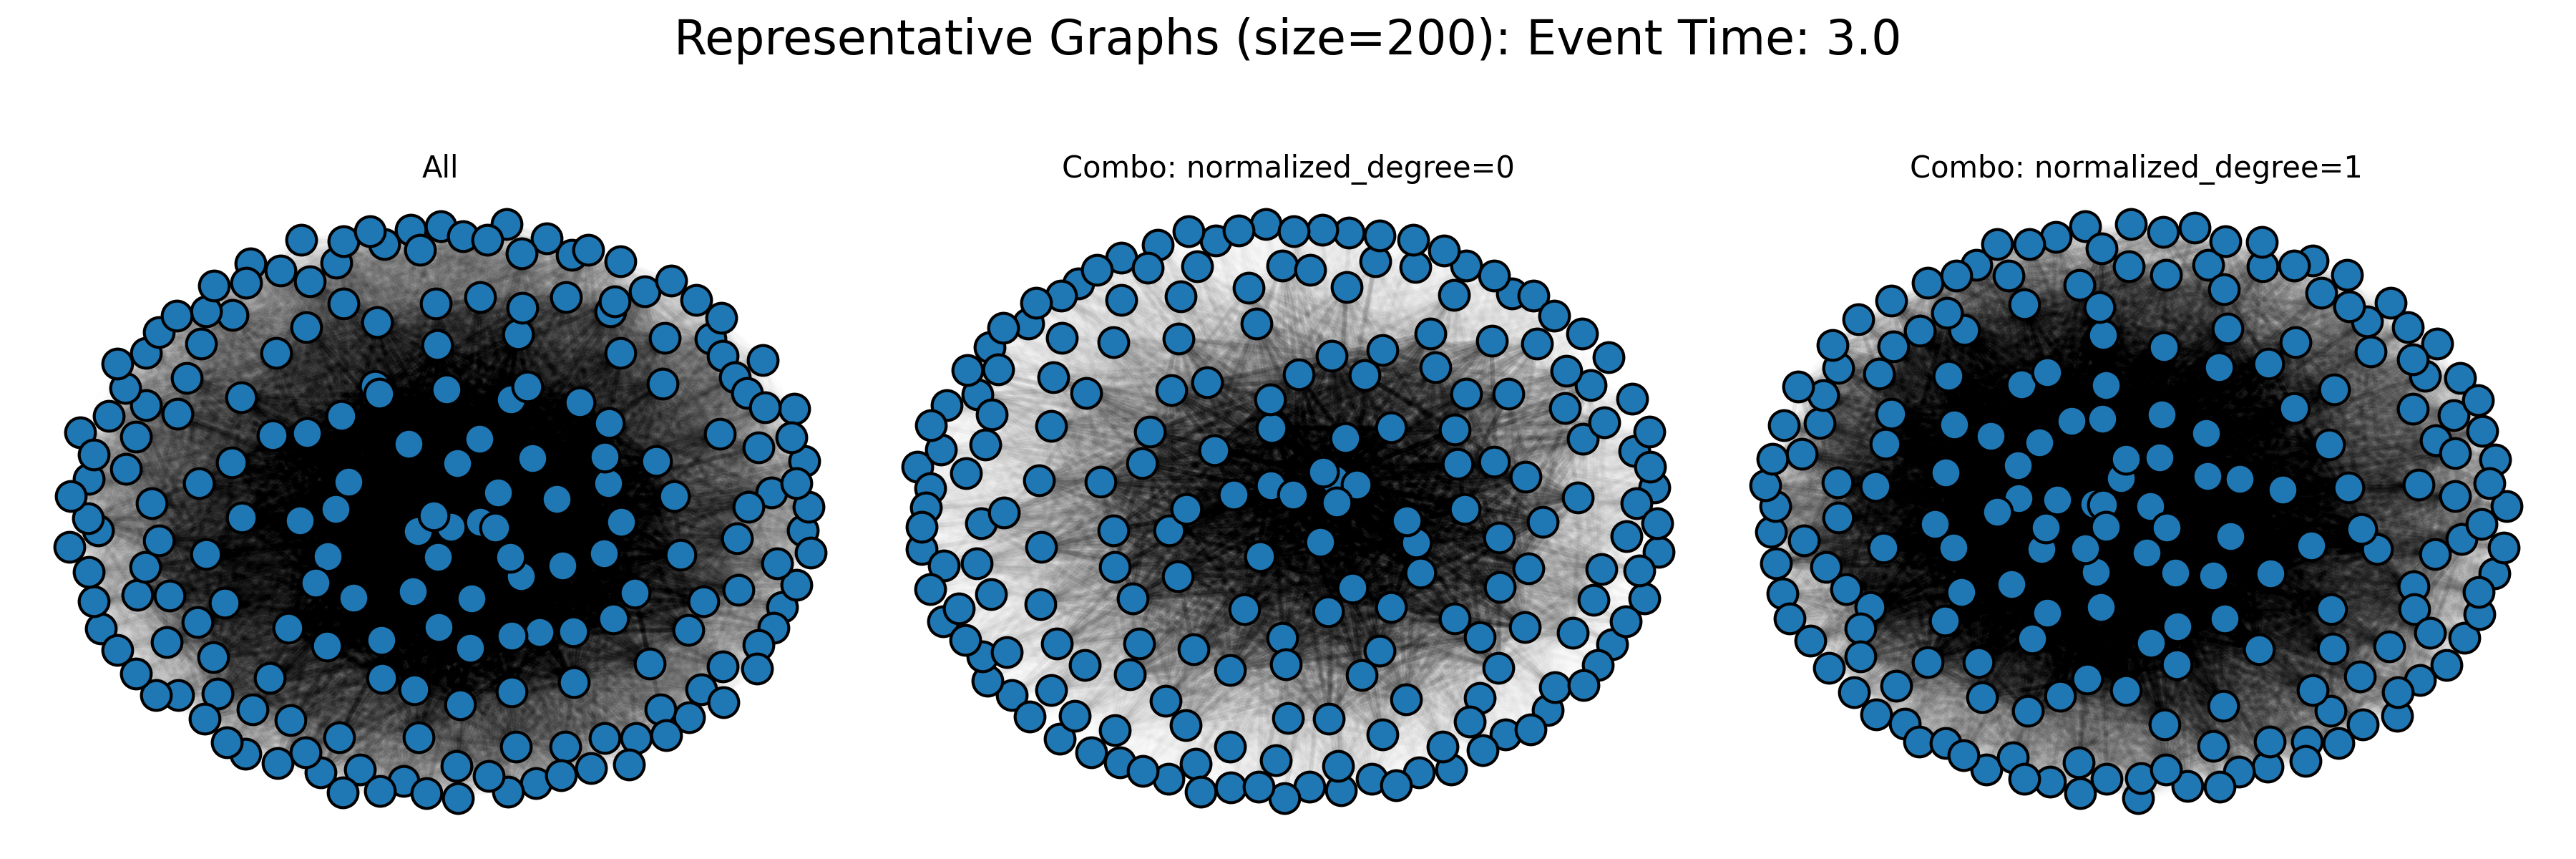 Representative Graphs (size=200): Event Time: 3.0
All
Combo: normalized_degree=0
Combo: normalized_degree=1